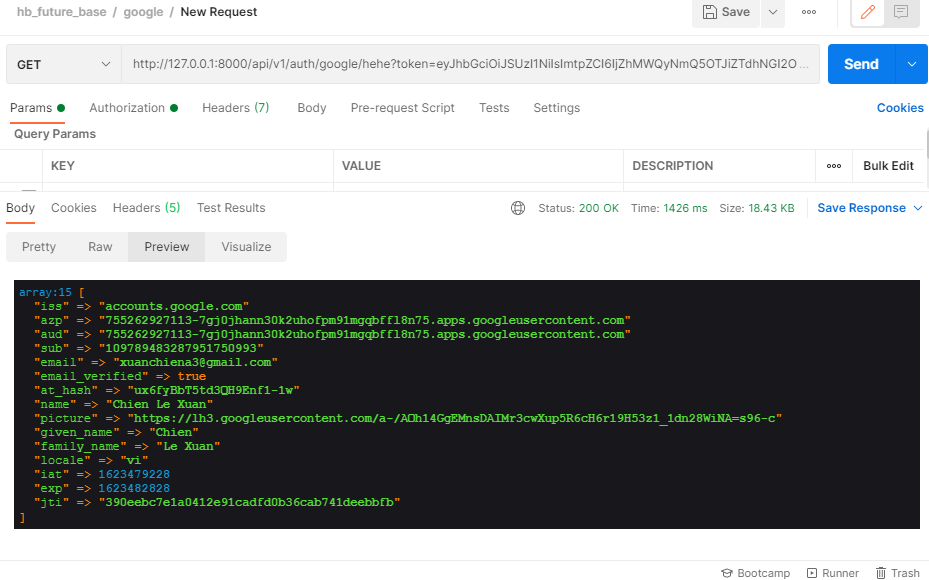 hb_future_base / google / New Request
Save
GET http://127.0.0.1:8000/api/v1/auth/google/hehe?token=eyJhbGciOiJSUzI1NiIsImtpZCI6IjZhMWQyNmQ5OTJiZTdhNGI2O ... Send
Params Authorization Headers (7) Body Pre-request Script Tests Settings Cookies
Query Params
KEY VALUE DESCRIPTION Bulk Edit
Body Cookies Headers (5) Test Results Status: 200 OK Time: 1426 ms Size: 18.43 KB Save Response
Pretty Raw Preview Visualize
array:15 [
"iss" => "accounts.google.com"
"azp" => "755262927113-7gj0jhann30k2uhofpm91mgqbffl8n75.apps.googleusercontent.com"
"aud" => "755262927113-7gj0jhann30k2uhofpm91mgqbffl8n75.apps.googleusercontent.com"
"sub" => "109789483287951750993"
"email" => "xuanchiena3@gmail.com"
"email_verified" => true
"at_hash" => "ux6fyBbT5td3QH9Enf1-1w"
"name" => "Chien Le Xuan"
"picture" => "https://lh3.googleusercontent.com/a-/AOh14GgEMnsDAIMr3cwXup5R6cH6r19H53z1_1dn28WiNA=s96-c"
"given_name" => "Chien"
"family_name" => "Le Xuan"
"locale" => "vi"
"iat" => 1623479228
"exp" => 1623482828
"jti" => "390eebc7e1a0412e91cadfd0b36cab741deebbfb"
]
Bootcamp Runner Trash